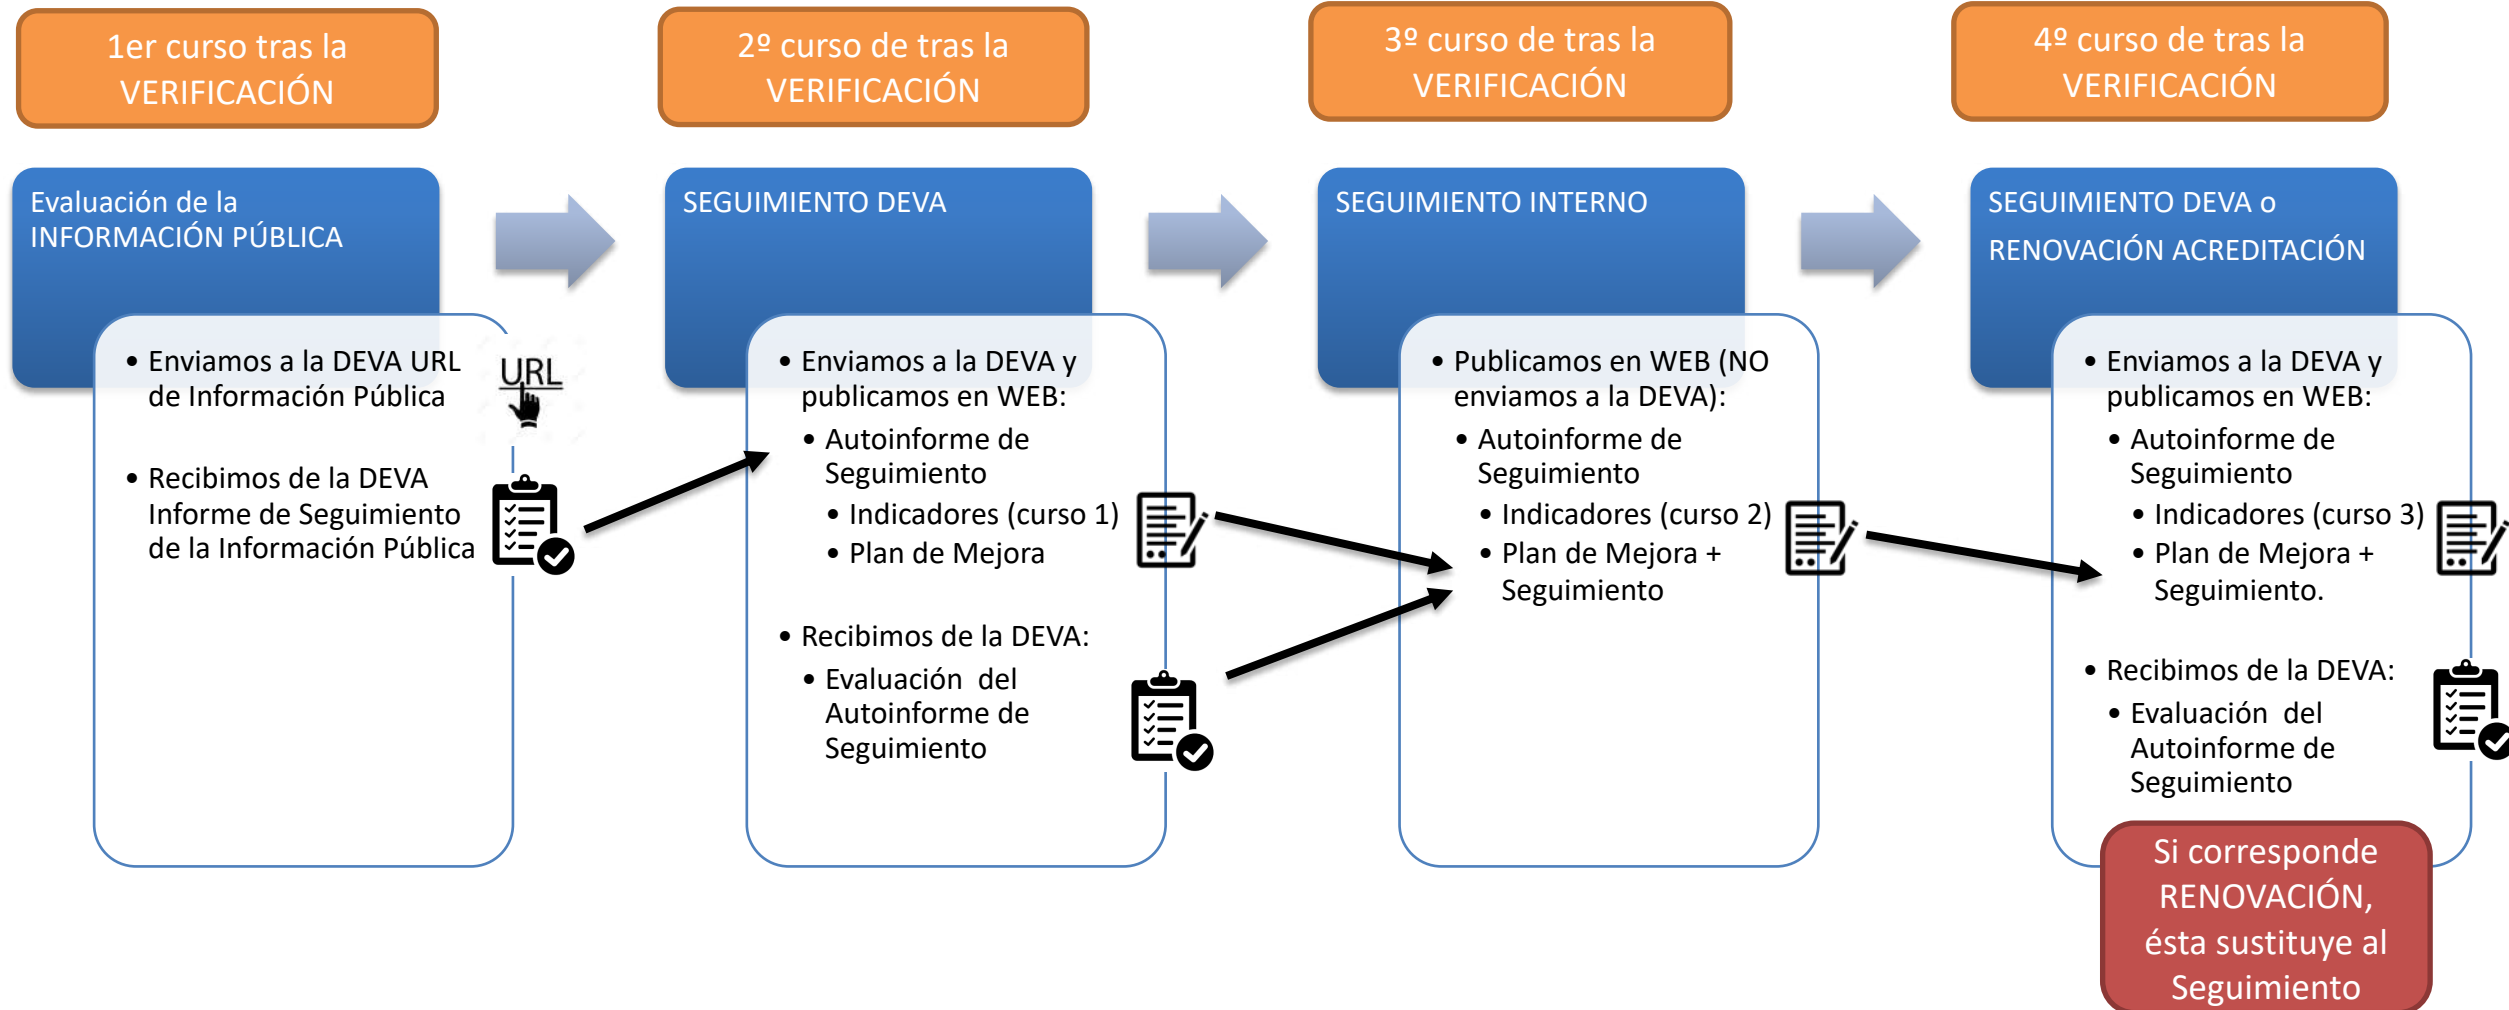 1er curso tras la
VERIFICACIÓN
2º curso de tras la
VERIFICACIÓN
3º curso de tras la
VERIFICACIÓN
4º curso de tras la
VERIFICACIÓN
Evaluación de la
INFORMACIÓN PÚBLICA
• Enviamos a la DEVA URL
de Información Pública
URL
• Recibimos de la DEVA
Informe de Seguimiento
de la Información Pública
SEGUIMIENTO DEVA
• Enviamos a la DEVA y
publicamos en WEB:
• Autoinforme de
Seguimiento
• Indicadores (curso 1)
• Plan de Mejora
• Recibimos de la DEVA:
• Evaluación del
Autoinforme de
Seguimiento
SEGUIMIENTO INTERNO
• Publicamos en WEB (NO
enviamos a la DEVA):
• Autoinforme de
Seguimiento
• Indicadores (curso 2)
• Plan de Mejora +
Seguimiento
SEGUIMIENTO DEVA o
RENOVACIÓN ACREDITACIÓN
• Enviamos a la DEVA y
publicamos en WEB:
• Autoinforme de
Seguimiento
• Indicadores (curso 3)
• Plan de Mejora +
Seguimiento.
• Recibimos de la DEVA:
• Evaluación del
Autoinforme de
Seguimiento
Si corresponde
RENOVACIÓN,
ésta sustituye al
Seguimiento